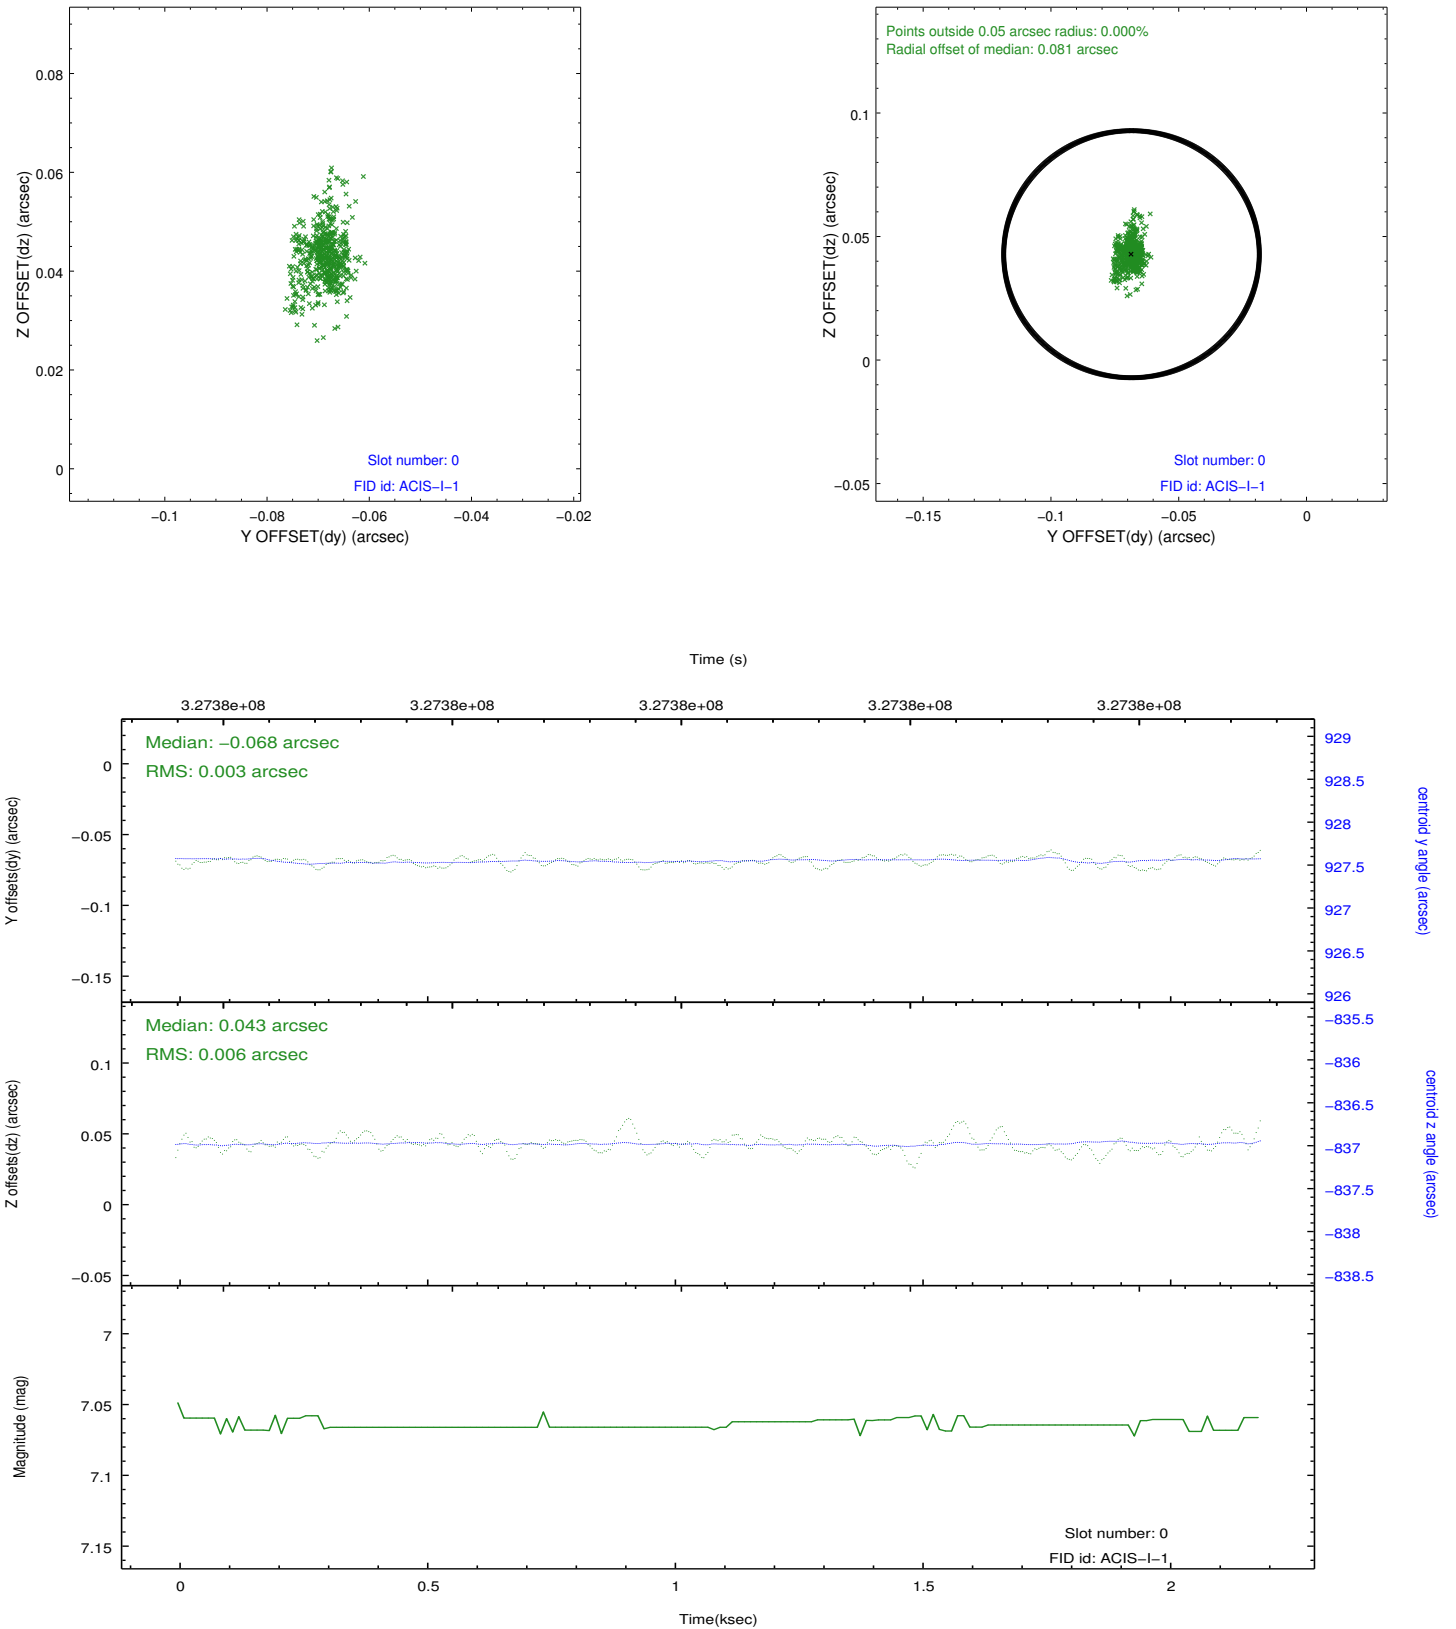 0.08
0.06
0.04
0.02
0
Z OFFSET(dz) (arcsec)
Slot number: 0
FID id: ACIS−I−1
−0.1
−0.08
−0.06
−0.04
−0.02
Y OFFSET(dy) (arcsec)
Points outside 0.05 arcsec radius: 0.000%
Radial offset of median: 0.081 arcsec
0.1
0.05
0
−0.05
Z OFFSET(dz) (arcsec)
Slot number: 0
FID id: ACIS−I−1
−0.15
−0.1
−0.05
0
Y OFFSET(dy) (arcsec)
Time (s)
3.2738e+08
3.2738e+08
3.2738e+08
3.2738e+08
3.2738e+08
Median: −0.068 arcsec
RMS: 0.003 arcsec
0
−0.05
−0.1
−0.15
Y offsets(dy) (arcsec)
929
928.5
928
927.5
927
926.5
926
centroid y angle (arcsec)
Median: 0.043 arcsec
RMS: 0.006 arcsec
0.1
0.05
0
−0.05
Z offsets(dz) (arcsec)
−835.5
−836
−836.5
−837
−837.5
−838
−838.5
centroid z angle (arcsec)
7
7.05
7.1
7.15
Magnitude (mag)
Slot number: 0
FID id: ACIS−I−1
0
0.5
1
1.5
2
Time(ksec)